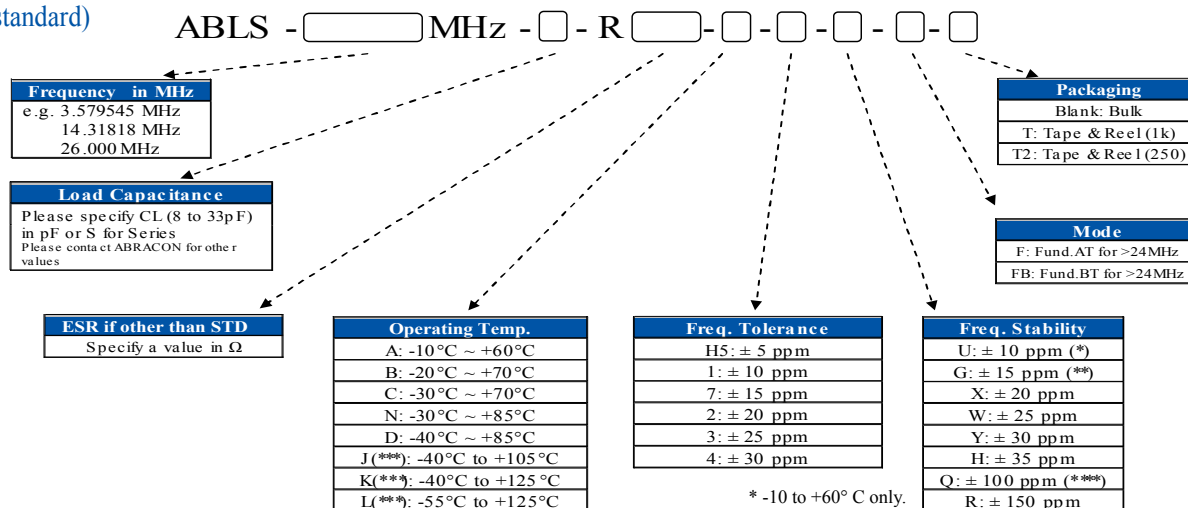 standard)
ABLS - MHz - - R - - - - -
Frequency in MHz
e.g. 3.579545 MHz
14.31818 MHz
26.000 MHz
Load Capacitance
Please specify CL (8 to 33pF)
in pF or S for Series
Please contact ABRACON for other
values
ESR if other than STD
Specify a value in Ω
Operating Temp.
A: -10°C ~ +60°C
B: -20°C ~ +70°C
C: -30°C ~ +70°C
N: -30°C ~ +85°C
D: -40°C ~ +85°C
J(***): -40°C to +105°C
K(***): -40°C to +125°C
L(***): -55°C to +125°C
Freq. Tolerance
H5: ± 5 ppm
1: ± 10 ppm
7: ± 15 ppm
2: ± 20 ppm
3: ± 25 ppm
4: ± 30 ppm
* -10 to +60° C only.
Freq. Stability
U: ± 10 ppm (*)
G: ± 15 ppm (**)
X: ± 20 ppm
W: ± 25 ppm
Y: ± 30 ppm
H: ± 35 ppm
Q: ± 100 ppm (****)
R: ± 150 ppm
Mode
F: Fund.AT for >24MHz
FB: Fund.BT for >24MHz
Packaging
Blank: Bulk
T: Tape & Reel (1k)
T2: Tape & Reel (250)